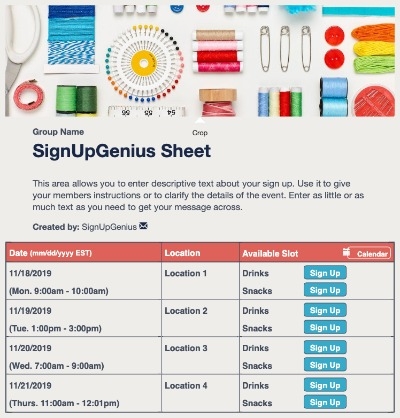 56 55 54
Crop
Group Name
SignUpGenius Sheet
This area allows you to enter descriptive text about your sign up. Use it to give
your members instructions or to clarify the details of the event. Enter as little or as
much text as you need to get your message across.
Created by: SignUpGenius
Date (mm/dd/yyyy EST) Location Available Slot Calendar
11/18/2019 Location 1 Drinks Sign Up
(Mon. 9:00am - 10:00am) Snacks Sign Up
11/19/2019 Location 2 Drinks Sign Up
(Tue. 1:00pm - 3:00pm) Snacks Sign Up
11/20/2019 Location 3 Drinks Sign Up
(Wed. 7:00am - 9:00am) Snacks Sign Up
11/21/2019 Location 4 Drinks Sign Up
(Thurs. 11:00am - 12:01pm) Snacks Sign Up